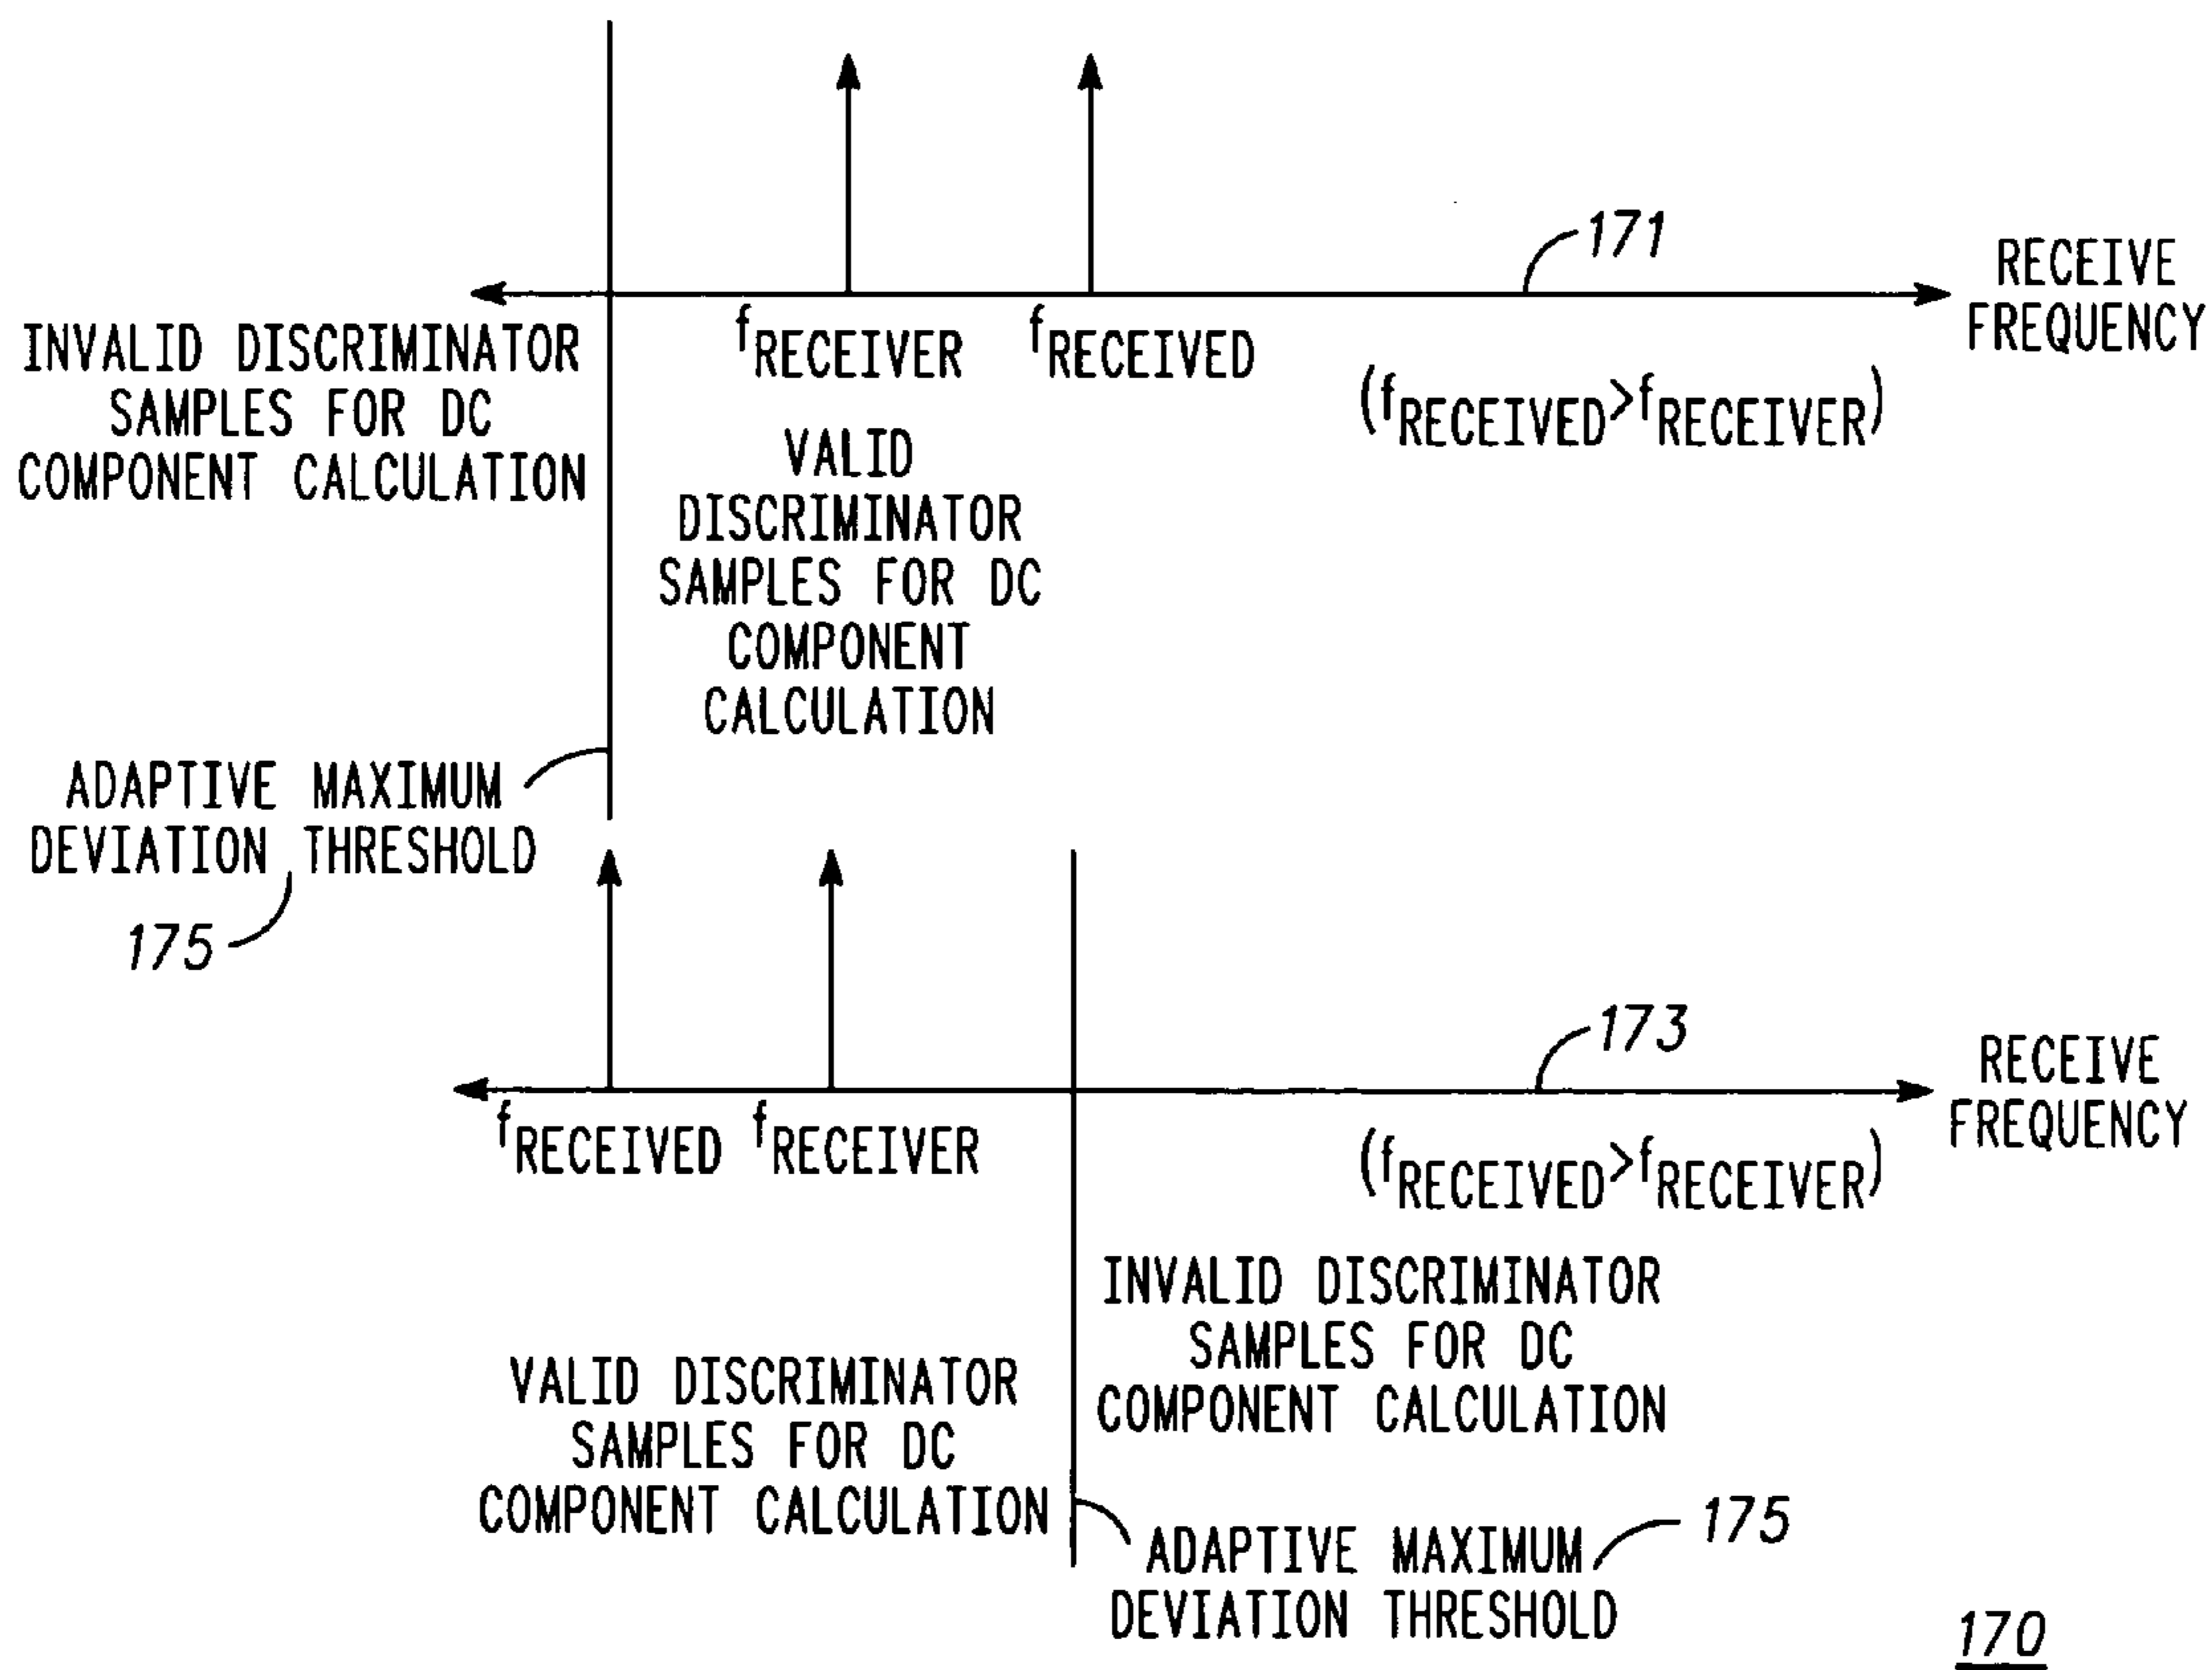 171
RECEIVE
FREQUENCY
fRECEIVER
fRECEIVED
(fRECEIVED>fRECEIVER)
INVALID DISCRIMINATOR
SAMPLES FOR DC
COMPONENT CALCULATION
VALID
DISCRIMINATOR
SAMPLES FOR DC
COMPONENT
CALCULATION
ADAPTIVE MAXIMUM
DEVIATION THRESHOLD
175
173
RECEIVE
FREQUENCY
fRECEIVED
fRECEIVER
(fRECEIVED>fRECEIVER)
INVALID DISCRIMINATOR
SAMPLES FOR DC
COMPONENT CALCULATION
VALID DISCRIMINATOR
SAMPLES FOR DC
COMPONENT CALCULATION
ADAPTIVE MAXIMUM
DEVIATION THRESHOLD
175
170